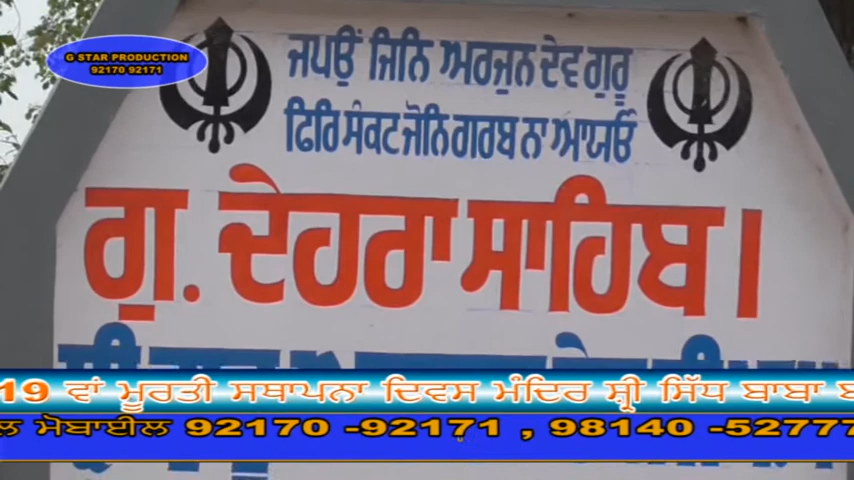 G STAR PRODUCTION
92170 92171
ਜਪਉਂ ਜਿਨਿ ਅਰਜੁਨ ਦੇਵ ਗੁਰੂ
ਫਿਰਿ ਸੰਕਟ ਜੋਨਿ ਗਰਬ ਨਾ ਆਯਓ
ਗੁ. ਦੇਹਰਾ ਸਾਹਿਬ।
19 ਵਾਂ ਮੂਰਤੀ ਸਥਾਪਨਾ ਦਿਵਸ ਮੰਦਿਰ ਸ਼੍ਰੀ ਸਿੱਧ ਬਾਬਾ
ਮੋਬਾਈਲ 92170 -92171 , 98140 -52777